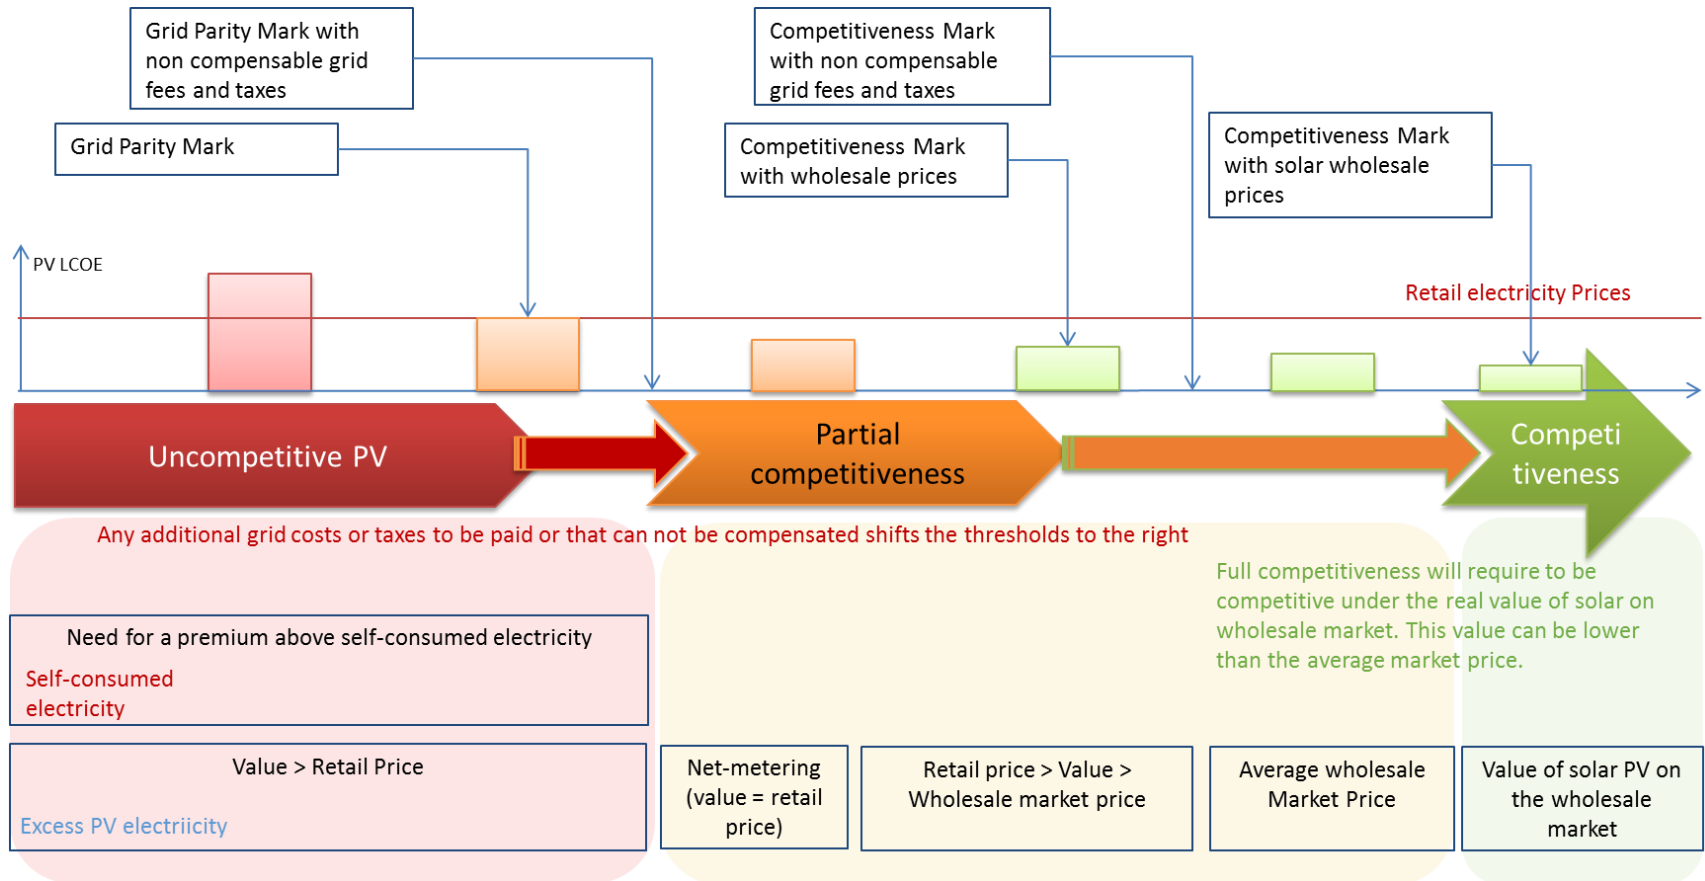 Grid Parity Mark with
non compensable grid
fees and taxes
Competitiveness Mark
with non compensable
grid fees and taxes
Grid Parity Mark
Competitiveness Mark
with wholesale prices
Competitiveness Mark
with solar wholesale
prices
PV LCOE
Retail electricity Prices
Uncompetitive PV
Partial
competitiveness
Competi
tiveness
Any additional grid costs or taxes to be paid or that can not be compensated shifts the thresholds to the right
Full competitiveness will require to be
competitive under the real value of solar on
wholesale market. This value can be lower
than the average market price.
Need for a premium above self-consumed electricity
Self-consumed
electricity
Value > Retail Price
Excess PV electriicity
Net-metering
(value = retail
price)
Retail price > Value >
Wholesale market price
Average wholesale
Market Price
Value of solar PV on
the wholesale
market